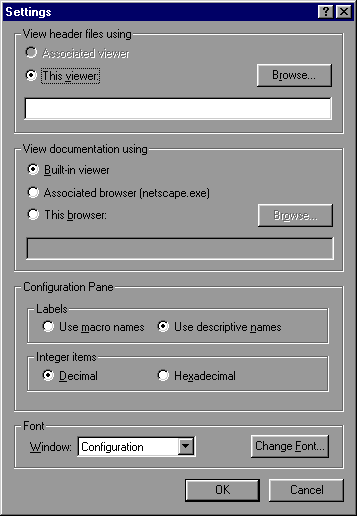 Settings
View header files using
Associated viewer
This viewer:
Browse...
View documentation using
Built-in viewer
Associated browser (netscape.exe)
This browser:
Browse...
Configuration Pane
Labels
Use macro names
Use descriptive names
Integer items
Decimal
Hexadecimal
Font
Window:
Configuration
Change Font...
OK
Cancel